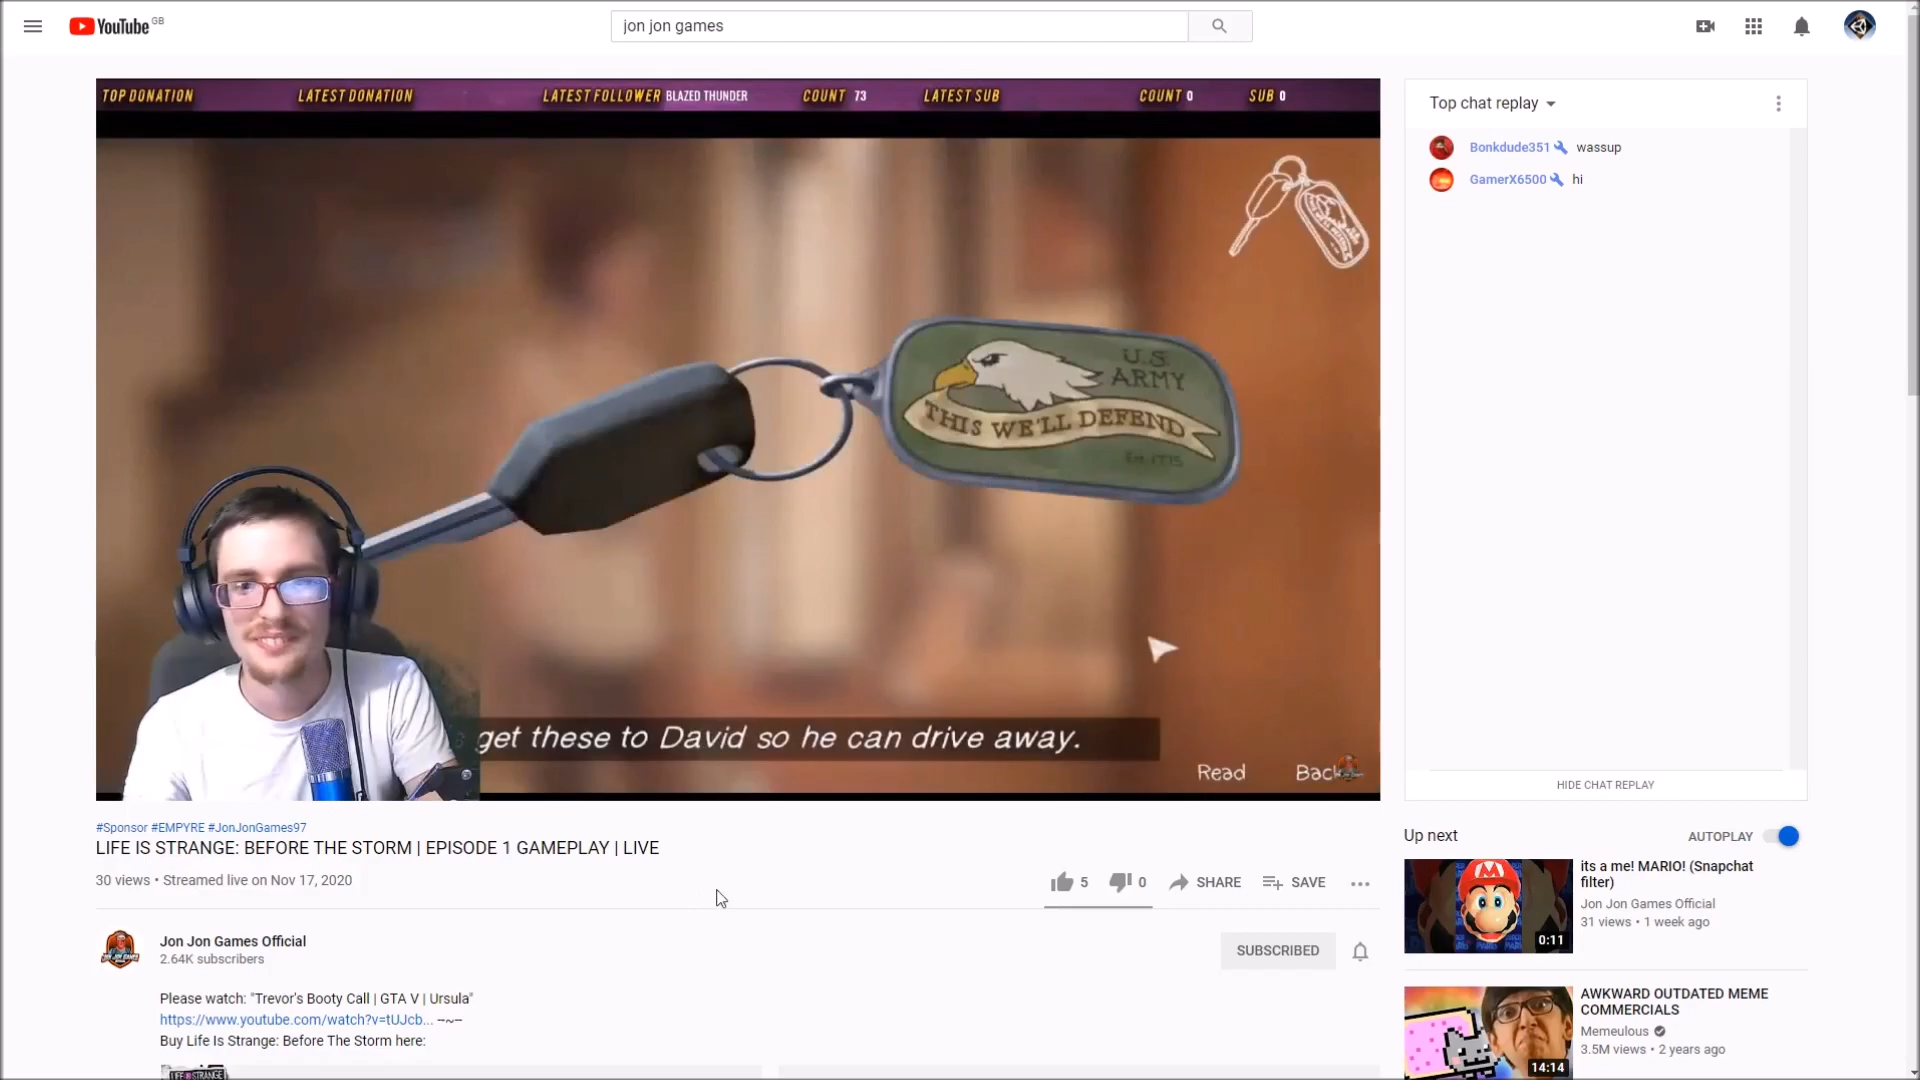 YouTube GB
jon jon games
TOP DONATION LATEST DONATION LATEST FOLLOWER BLAZED THUNDER COUNT 73 LATEST SUB COUNT 0 SUB 0
U.S.
ARMY
THIS WE'LL DEFEND
get these to David so he can drive away.
Read Back
Top chat replay
Bonkdude351 wassup
GamerX6500 hi
HIDE CHAT REPLAY
#Sponsor #EMPYRE #JonJonGames97
LIFE IS STRANGE: BEFORE THE STORM | EPISODE 1 GAMEPLAY | LIVE
30 views • Streamed live on Nov 17, 2020
5 0 SHARE SAVE
Jon Jon Games Official
2.64K subscribers
SUBSCRIBED
Please watch: "Trevor's Booty Call | GTA V | Ursula"
https://www.youtube.com/watch?v=tUJcb... --~--
Buy Life Is Strange: Before The Storm here:
Up next AUTOPLAY
its a me! MARIO! (Snapchat
filter)
Jon Jon Games Official
31 views • 1 week ago
0:11
AWKWARD OUTDATED MEME
COMMERCIALS
Memeulous
3.5M views • 2 years ago
14:14